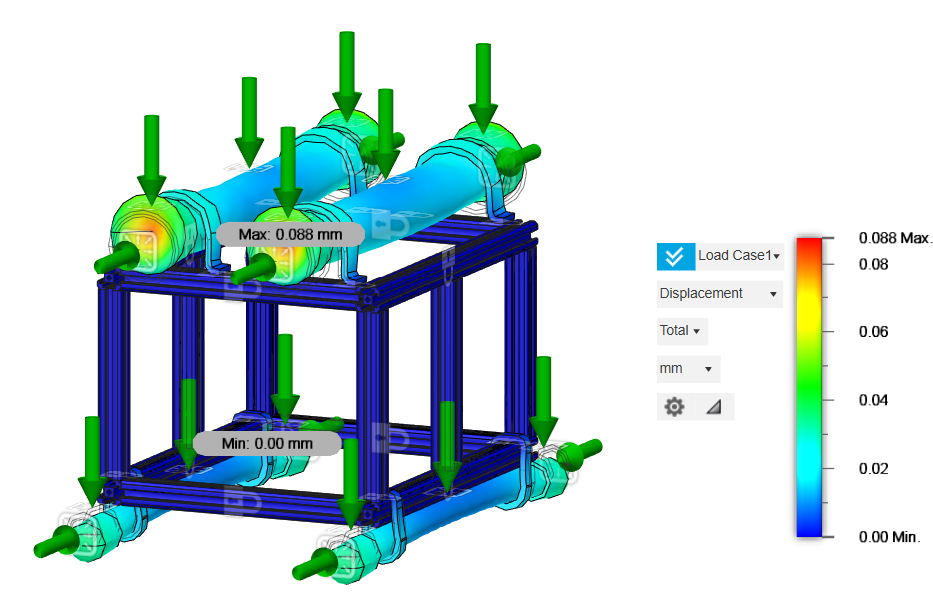 Max: 0.088 mm
Min: 0.00 mm
Load Case1
Displacement
Total
mm
0.088 Max.
0.08
0.06
0.04
0.02
0.00 Min.